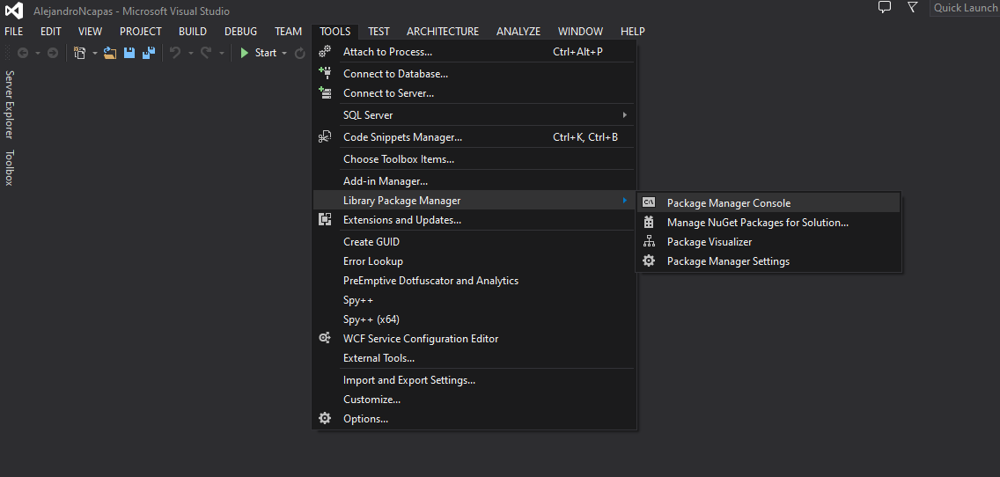 AlejandroNcapas - Microsoft Visual Studio
Quick Launch
FILE EDIT VIEW PROJECT BUILD DEBUG TEAM TOOLS TEST ARCHITECTURE ANALYZE WINDOW HELP
Start
Server Explorer
Toolbox
Attach to Process... Ctrl+Alt+P
Connect to Database...
Connect to Server...
SQL Server
Code Snippets Manager... Ctrl+K, Ctrl+B
Choose Toolbox Items...
Add-in Manager...
Library Package Manager
Extensions and Updates...
Create GUID
Error Lookup
PreEmptive Dotfuscator and Analytics
Spy++
Spy++ (x64)
WCF Service Configuration Editor
External Tools...
Import and Export Settings...
Customize...
Options...
C:\
Package Manager Console
Manage NuGet Packages for Solution...
Package Visualizer
Package Manager Settings